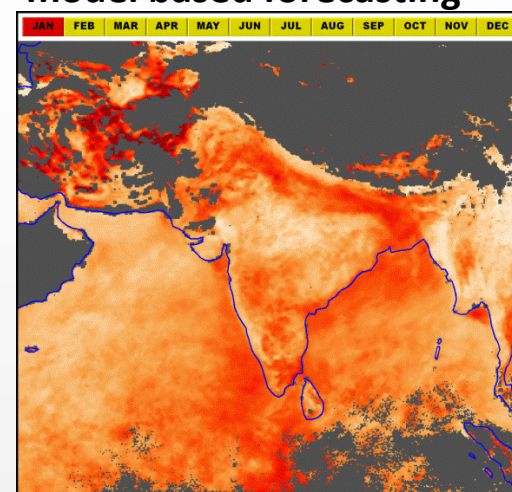 model based forecasting
JAN FEB MAR APR MAY JUN JUL AUG SEP OCT NOV DEC